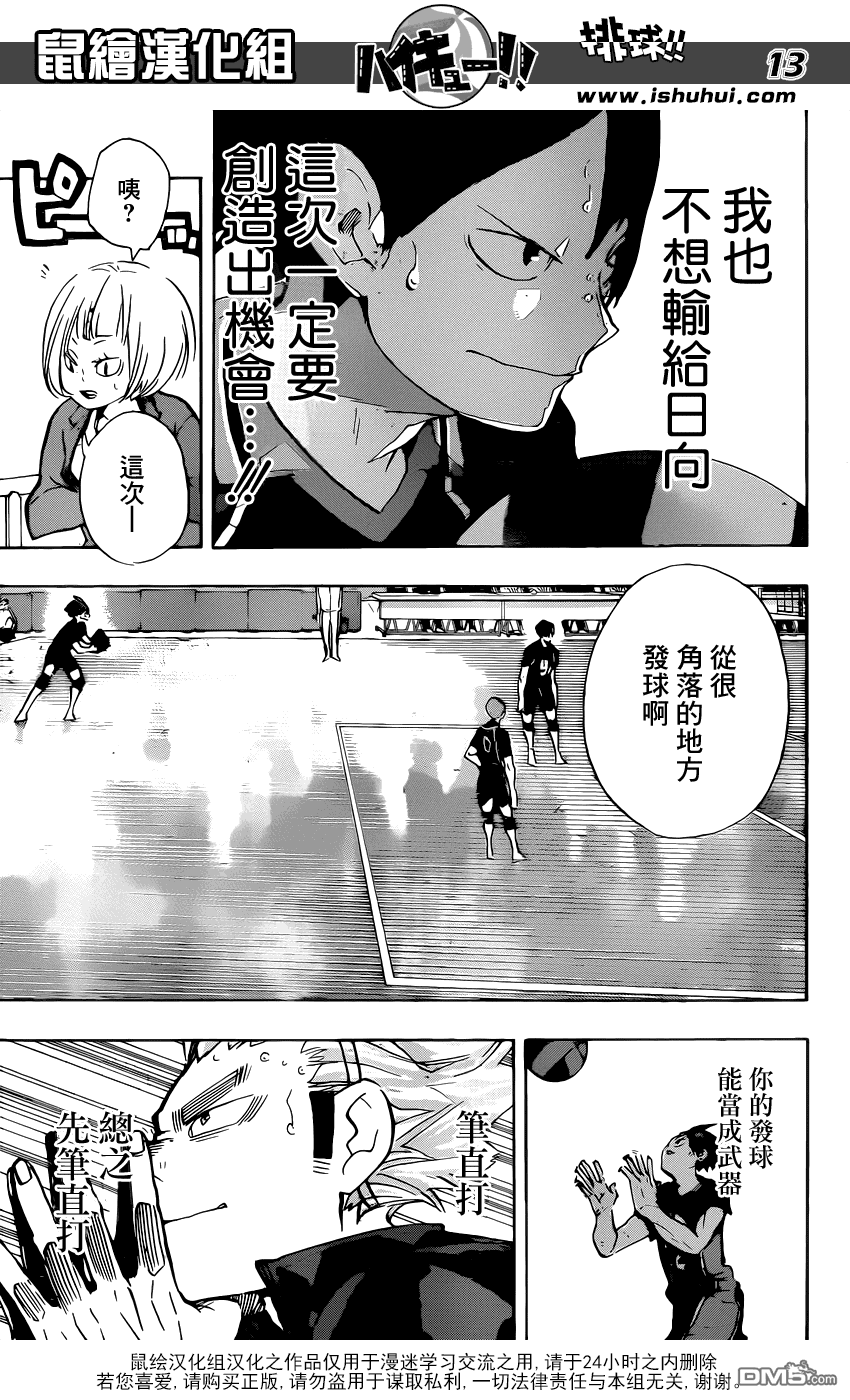 鼠繪漢化組
ハイキュー!!
排球!!
13
www.ishuhui.com
我也
不想輸給日向
這次一定要
創造出機會…!!
ピー
咦?
這次—
從很
角落的地方
發球啊
你的發球
能當成武器
筆直打
總之
先筆直打
鼠绘汉化组汉化之作品仅用于漫迷学习交流之用,请于24小时之内删除
若您喜爱,请购买正版,请勿盗用于谋取私利,一切法律责任与本组无关,谢谢。
DM5.com